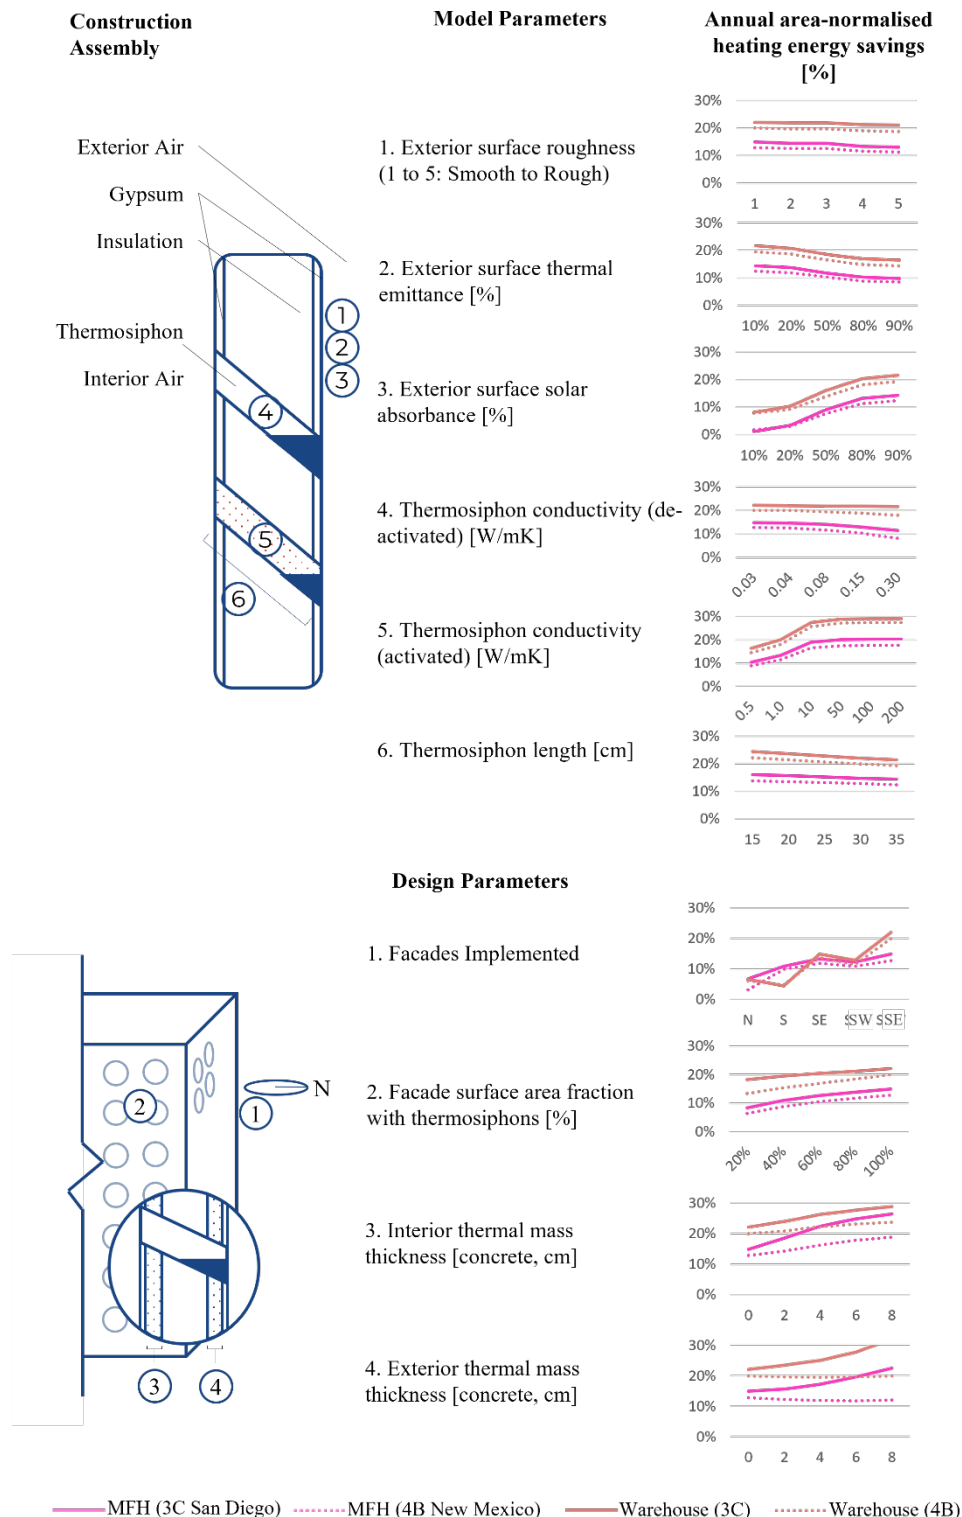 Construction
Assembly
Model Parameters
Annual area-normalised
heating energy savings
[%]
Exterior Air
Gypsum
Insulation
Thermosiphon
Interior Air
1
2
3
4
5
6
1. Exterior surface roughness
(1 to 5: Smooth to Rough)
30%
20%
10%
0%
1 2 3 4 5
2. Exterior surface thermal
emittance [%]
30%
20%
10%
0%
10% 20% 50% 80% 90%
3. Exterior surface solar
absorbance [%]
30%
20%
10%
0%
10% 20% 50% 80% 90%
4. Thermosiphon conductivity (de-
activated) [W/mK]
30%
20%
10%
0%
0.03 0.04 0.08 0.15 0.30
5. Thermosiphon conductivity
(activated) [W/mK]
30%
20%
10%
0%
0.5 1.0 10 50 100 200
6. Thermosiphon length [cm]
30%
20%
10%
0%
15 20 25 30 35
Design Parameters
1. Facades Implemented
30%
20%
10%
0%
N S SE SW SE
2. Facade surface area fraction
with thermosiphons [%]
30%
20%
10%
0%
20% 40% 60% 80% 100%
3. Interior thermal mass
thickness [concrete, cm]
30%
20%
10%
0%
0 2 4 6 8
4. Exterior thermal mass
thickness [concrete, cm]
30%
20%
10%
0%
0 2 4 6 8
2
1
N
3
4
MFH (3C San Diego)
MFH (4B New Mexico)
Warehouse (3C)
Warehouse (4B)